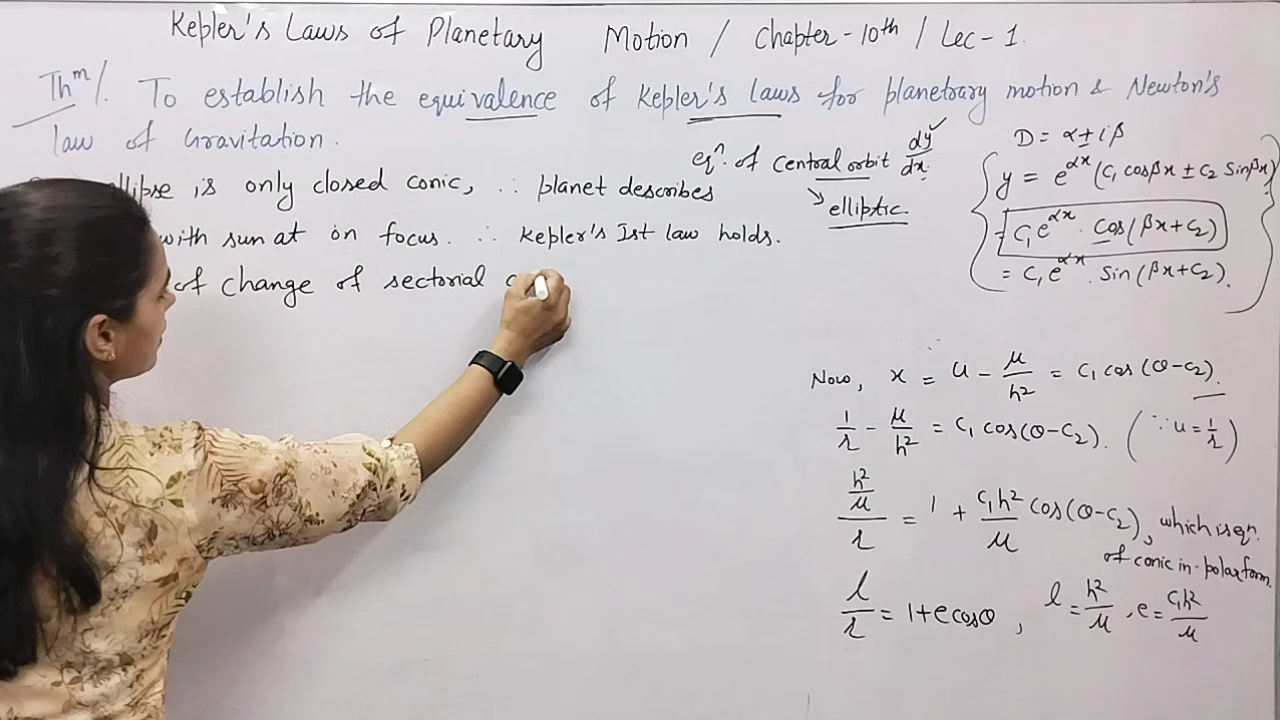 Kepler's Laws of Planetary Motion / Chapter-10th / Lec-1.
Thm/. To establish the equivalence of Kepler's laws for planetrary motion & Newton's
law of Gravitation.
ellipse is only closed conic, ∴ planet describes
with sun at on focus. ∴ Kepler's Ist law holds.
of change of sectorial
eqn. of central orbit dy/dx.
elliptic.
D = α ± iβ
y = e^αx (C₁ cosβx ± C₂ sinβx)
= C₁e^αx . cos(βx+C₂)
= C₁e^αx . sin(βx+C₂).
Now, x = u - μ/h² = C₁ cos(θ-C₂).
1/r - μ/h² = C₁ cos(θ-C₂). (∵ u = 1/r)
(h²/μ)/r = 1 + C₁h²/μ cos(θ-C₂), which is eqn.
of conic in-polar form.
l/r = 1+e cosθ, l = h²/μ, e = C₁h²/μ